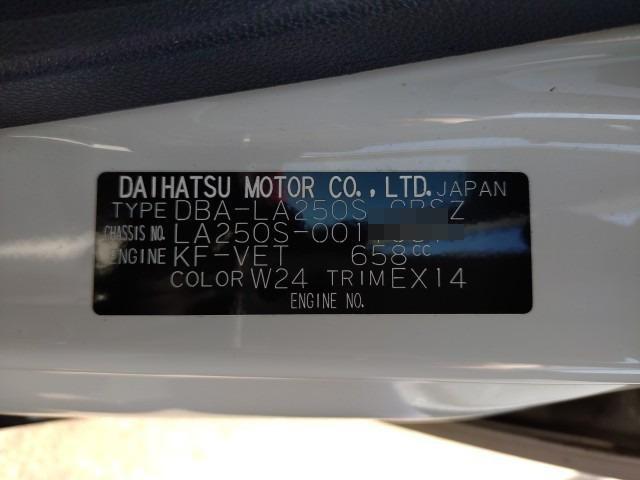 DAIHATSU MOTOR CO., LTD. JAPAN
TYPE DBA-LA250S
CHASSIS NO. LA250S-001
ENGINE KF-VET 658CC
COLOR W24 TRIM EX14
ENGINE NO.